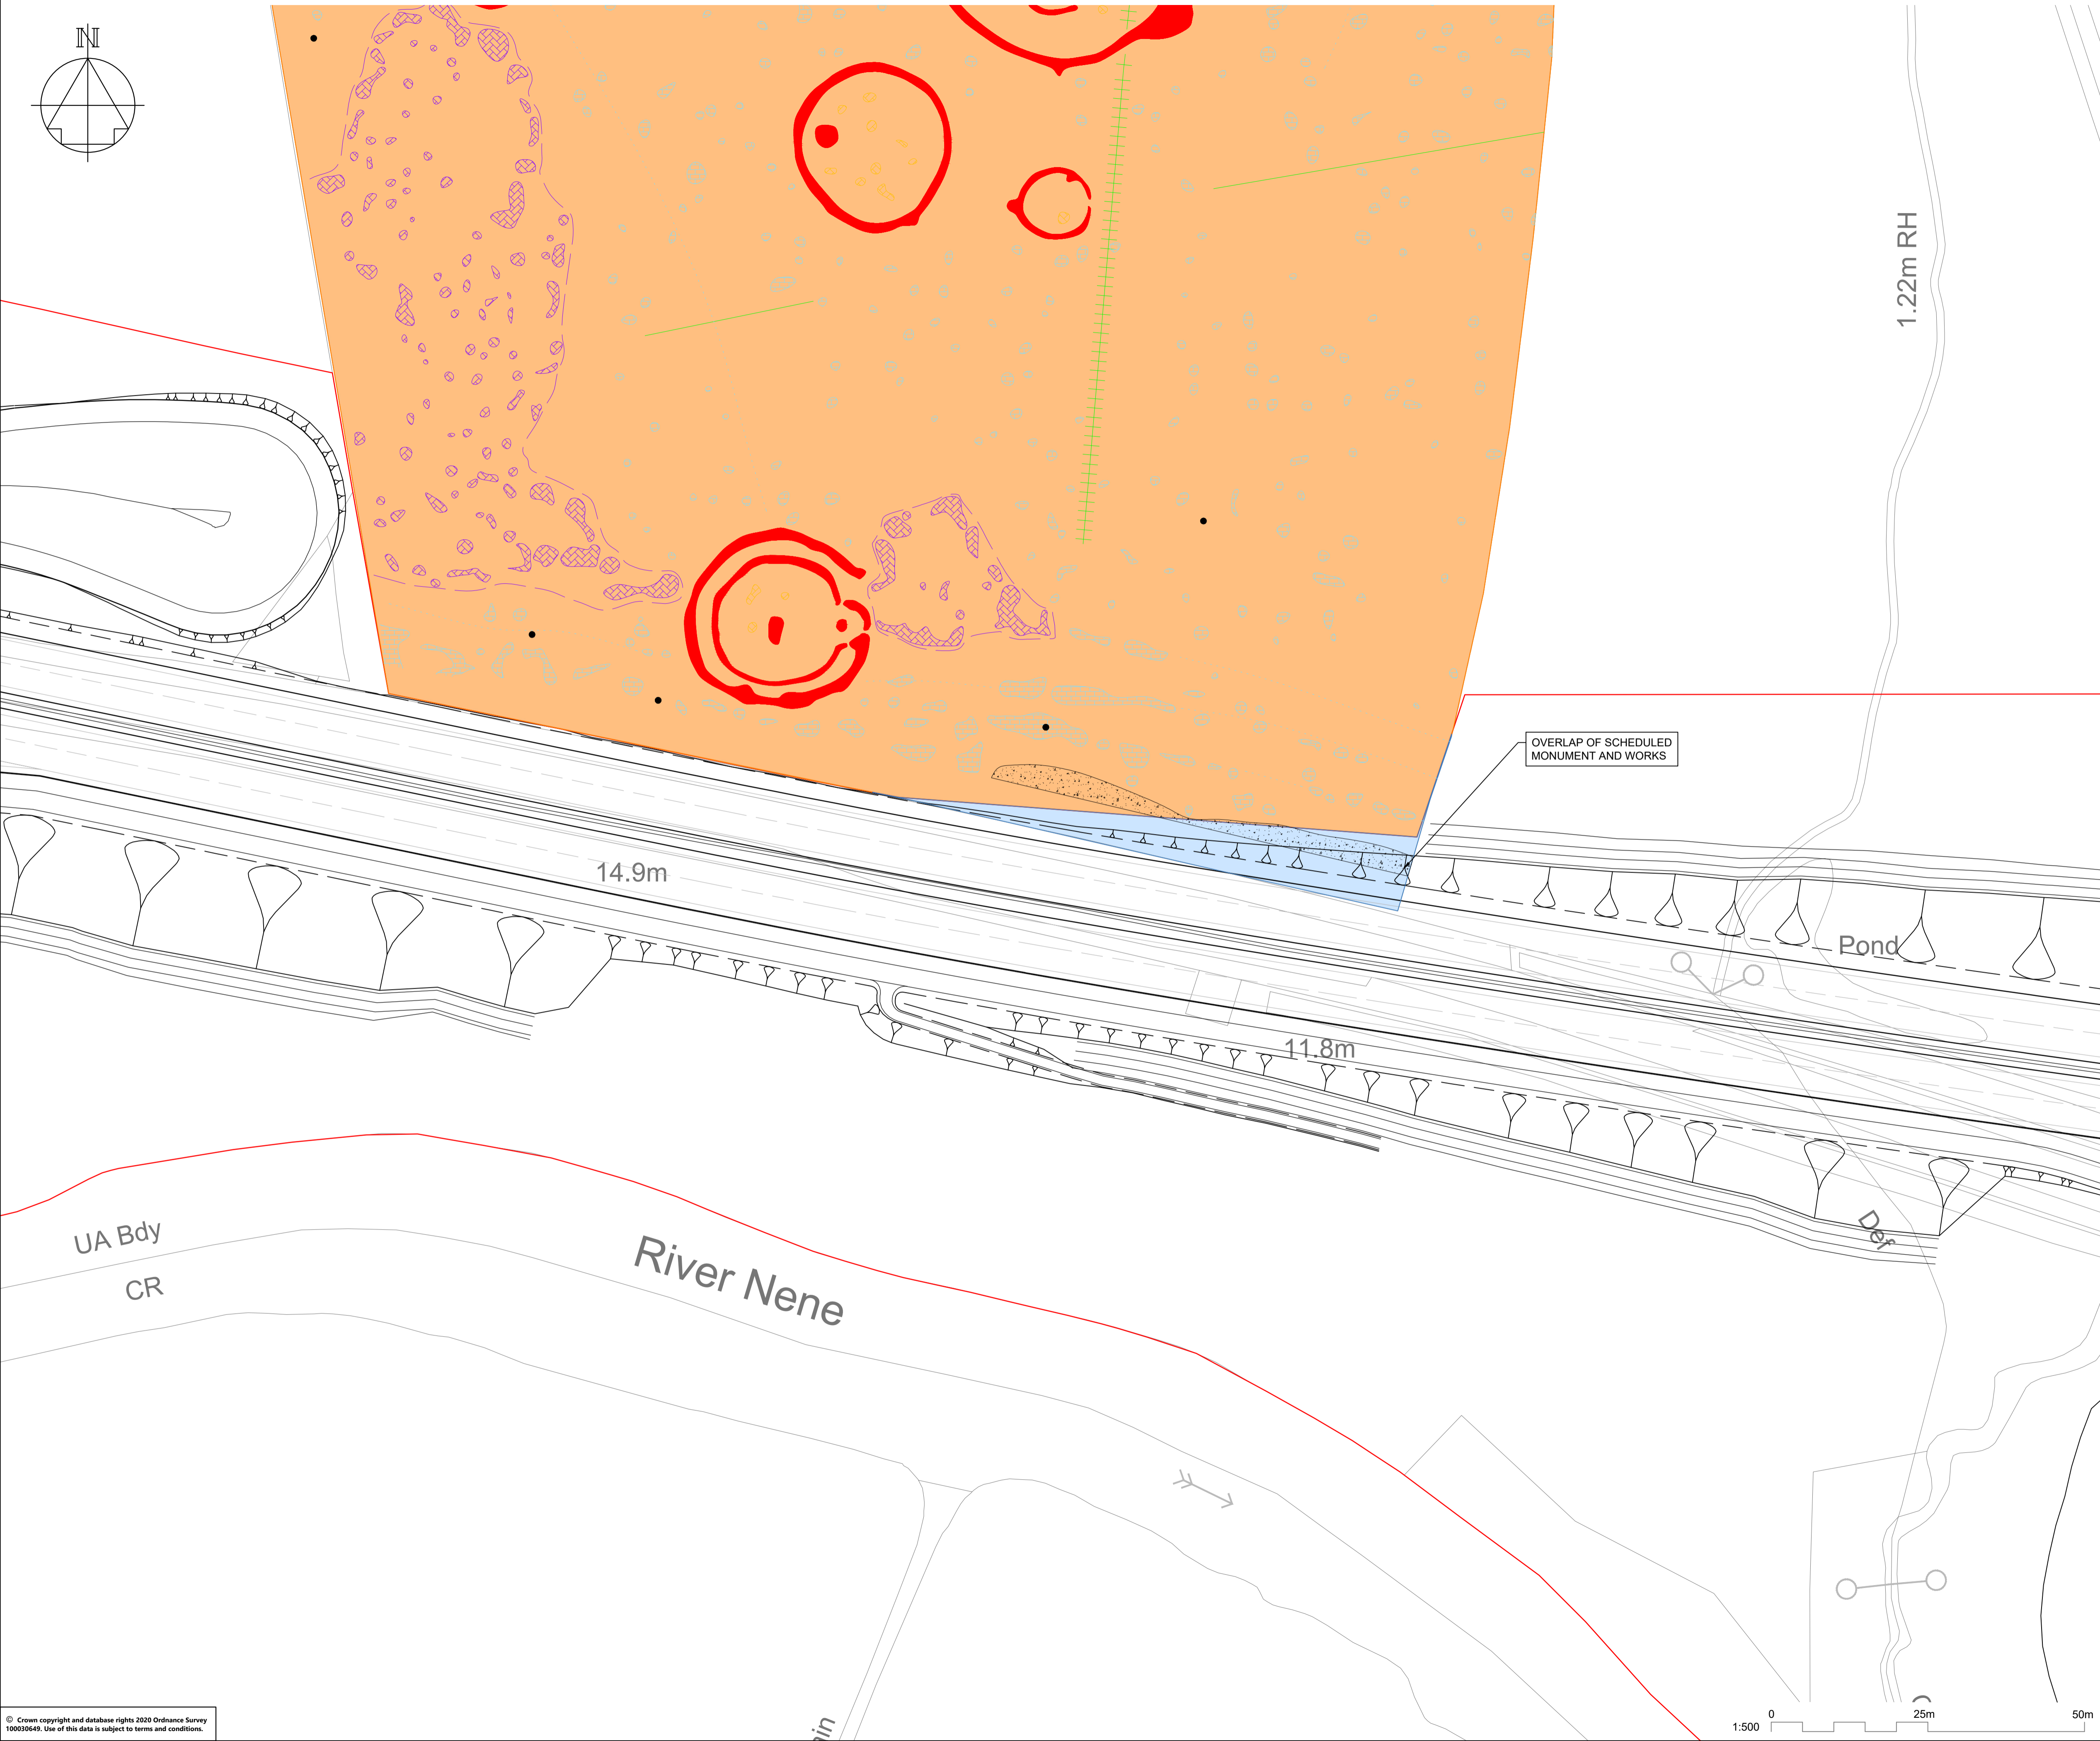 N
1.22m RH
OVERLAP OF SCHEDULED
MONUMENT AND WORKS
14.9m
Pond
11.8m
Def
UA Bdy
CR
River Nene
© Crown copyright and database rights 2020 Ordnance Survey
100030649. Use of this data is subject to terms and conditions.
0 25m 50m
1:500